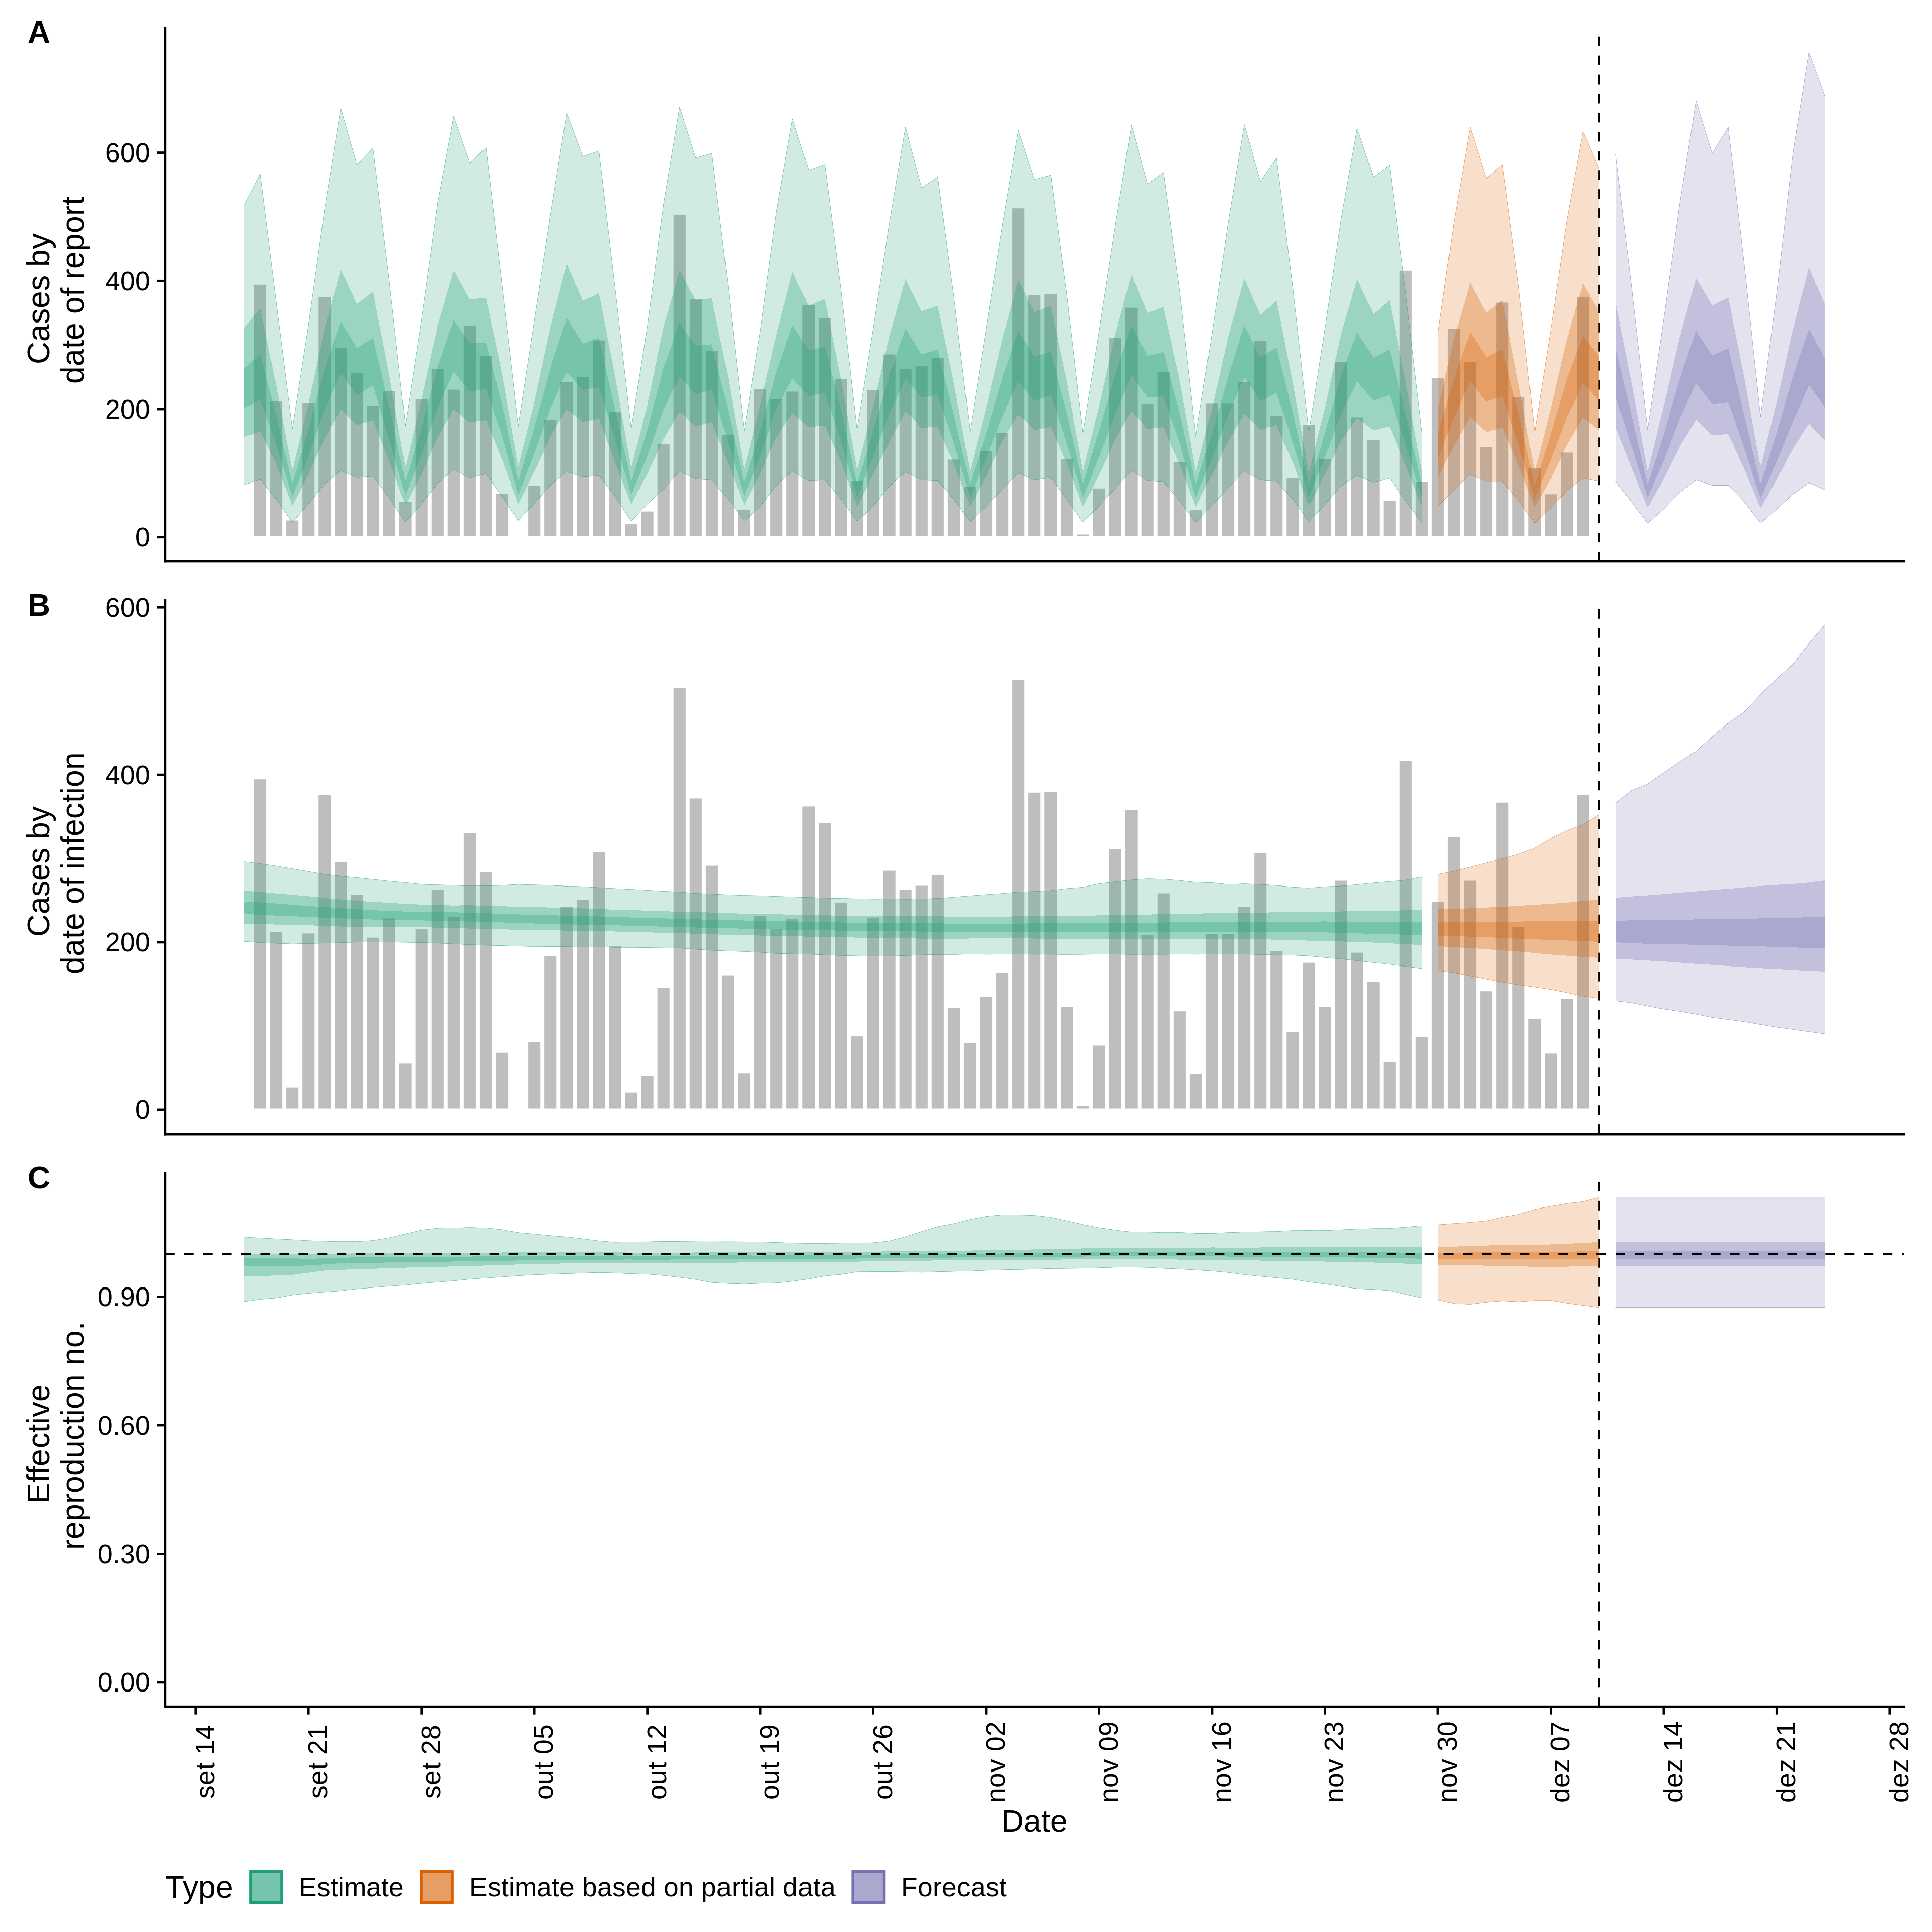 A
Cases by
date of report
600
400
200
0
B
Cases by
date of infection
600
400
200
0
C
Effective
reproduction no.
0.90
0.60
0.30
0.00
set 14
set 21
set 28
out 05
out 12
out 19
out 26
nov 02
nov 09
nov 16
nov 23
nov 30
dez 07
dez 14
dez 21
dez 28
Date
Type Estimate Estimate based on partial data Forecast